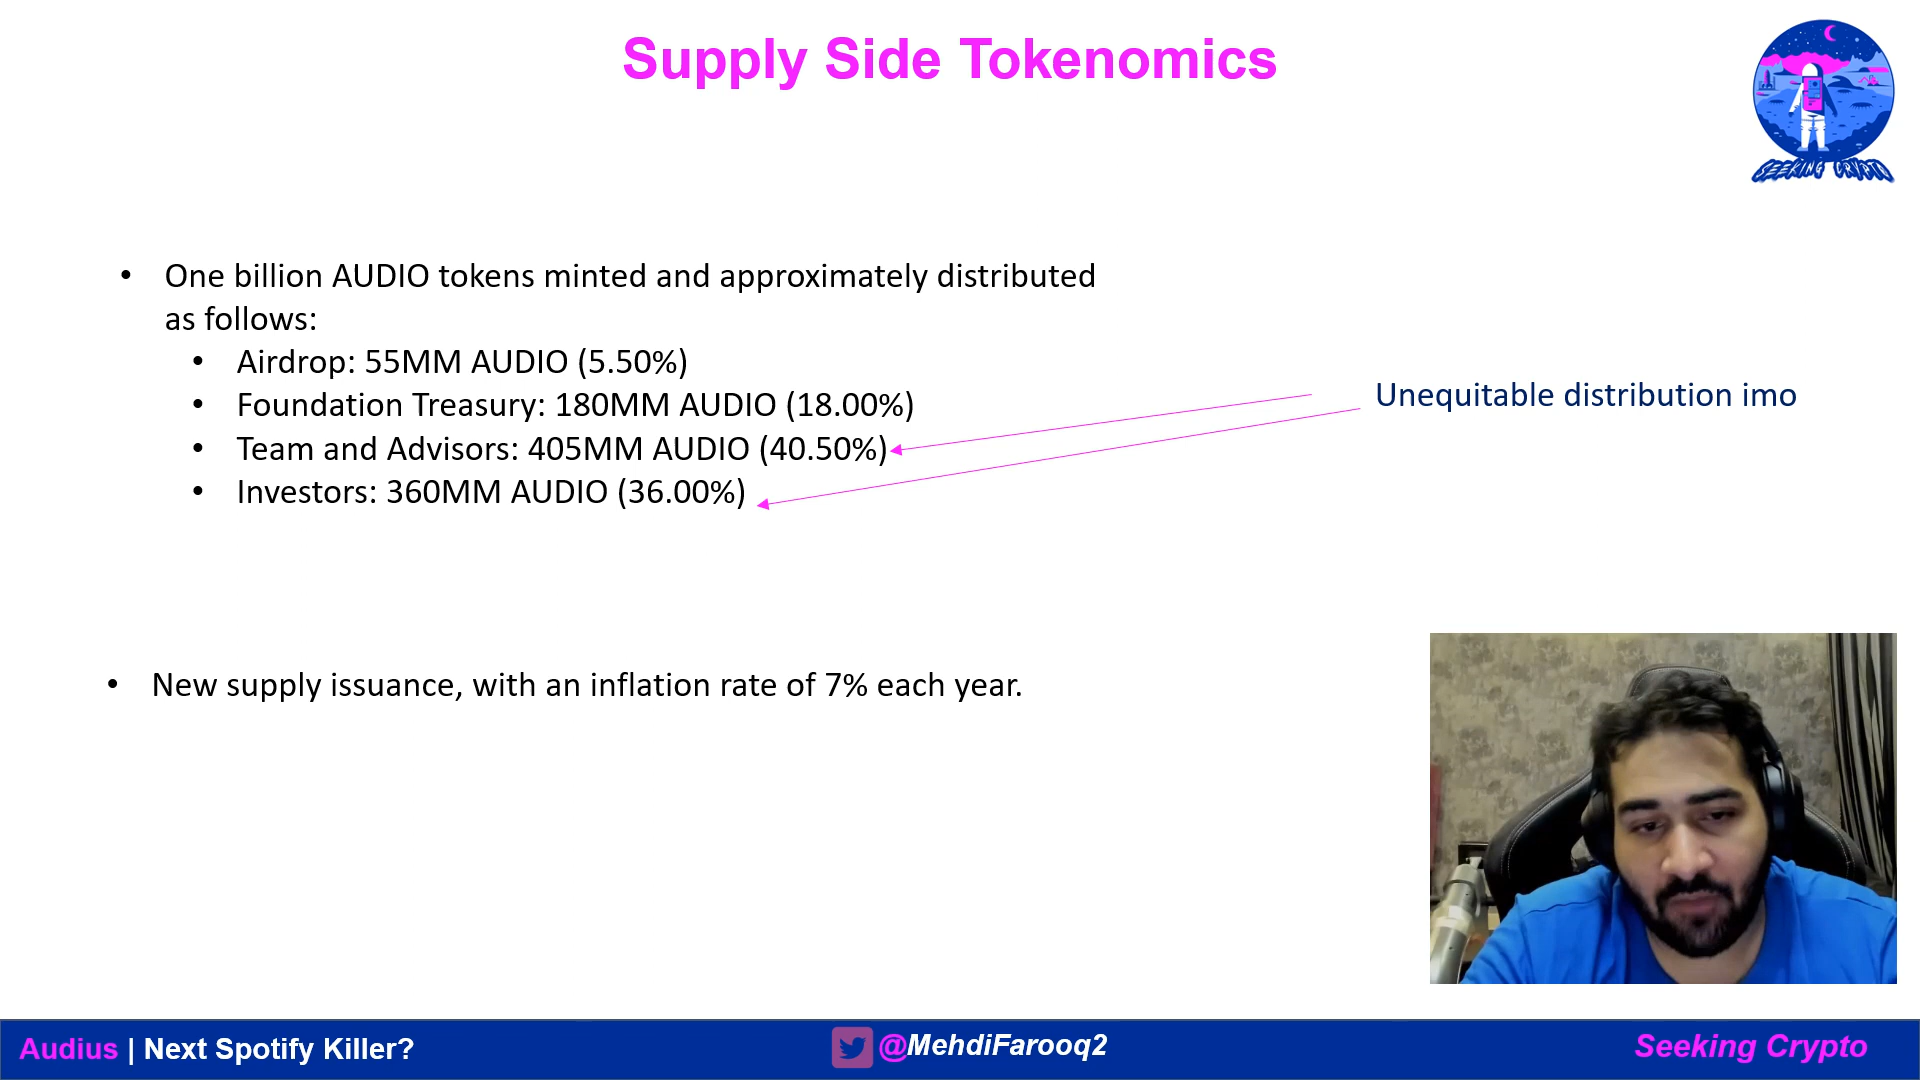 Supply Side Tokenomics
SEEKING CRYPTO
• One billion AUDIO tokens minted and approximately distributed
as follows:
• Airdrop: 55MM AUDIO (5.50%)
• Foundation Treasury: 180MM AUDIO (18.00%)
• Team and Advisors: 405MM AUDIO (40.50%)
• Investors: 360MM AUDIO (36.00%)
Unequitable distribution imo
• New supply issuance, with an inflation rate of 7% each year.
Audius | Next Spotify Killer?
@MehdiFarooq2
Seeking Crypto